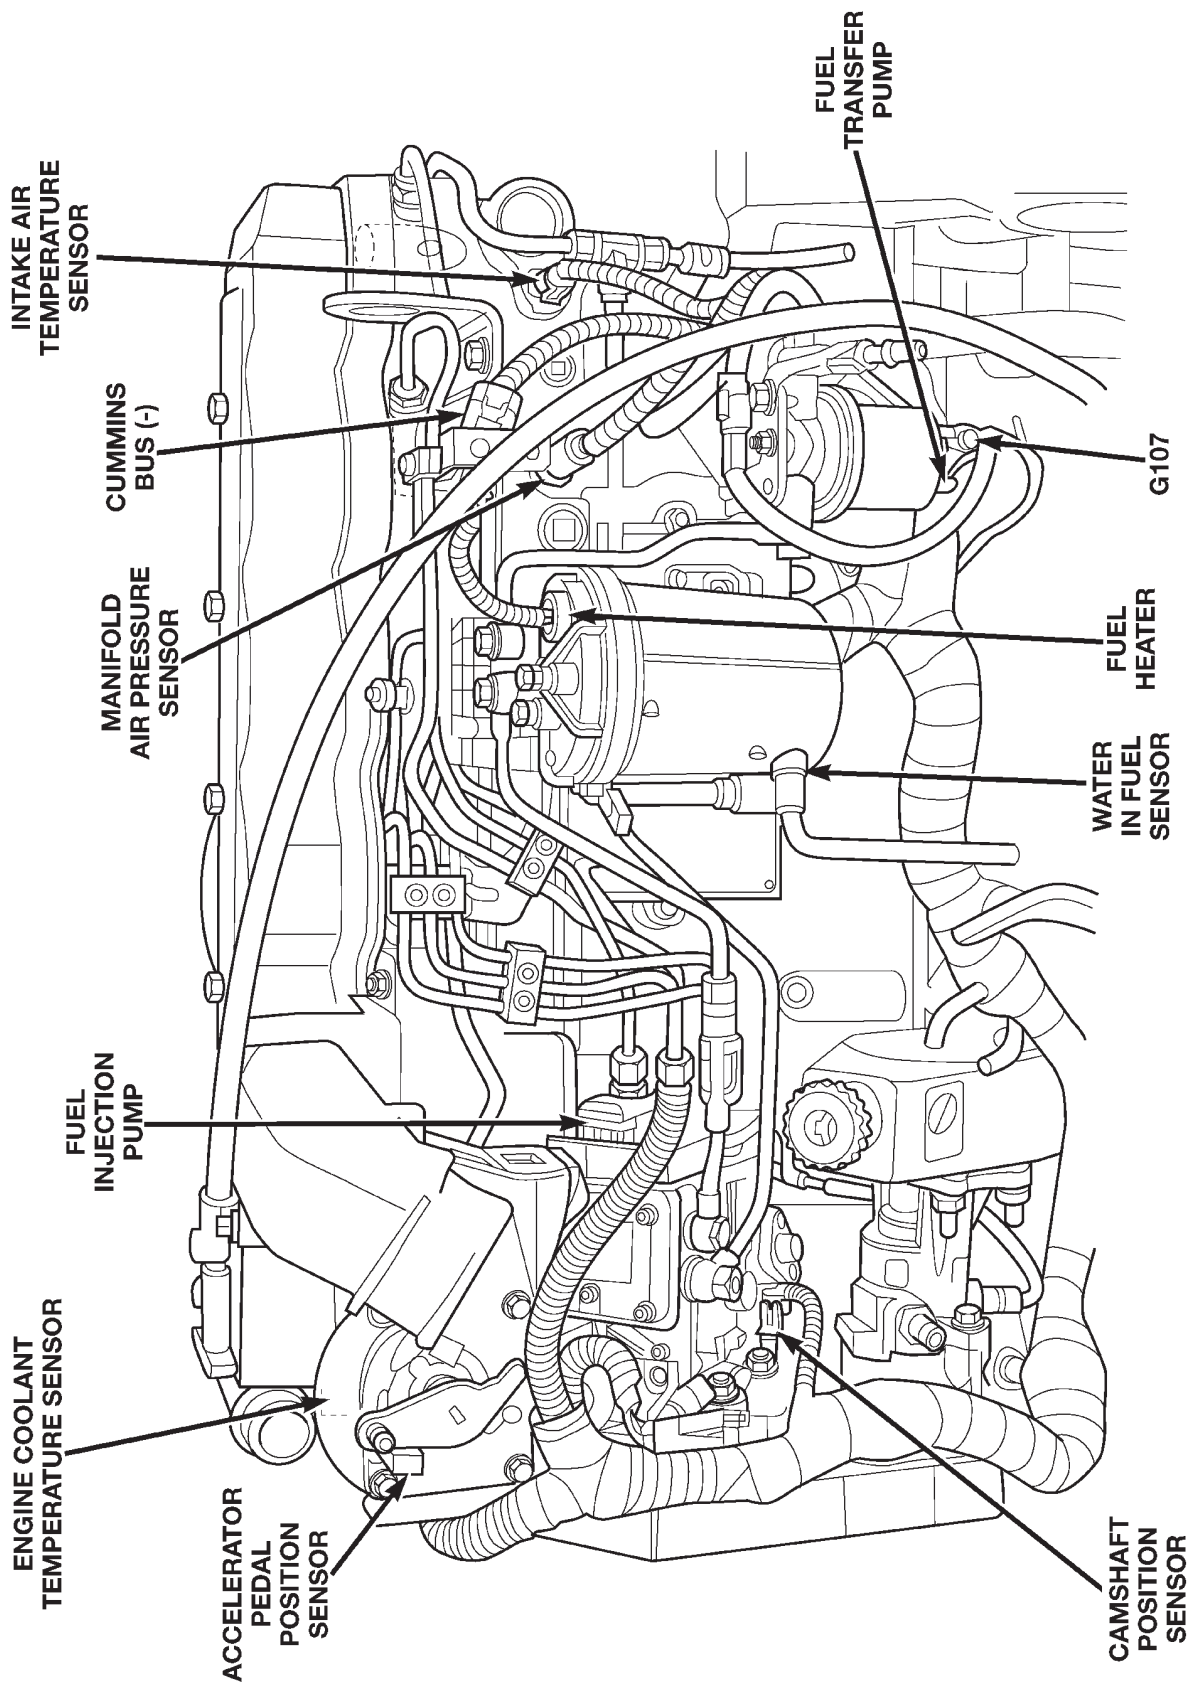 ENGINE COOLANT
TEMPERATURE SENSOR
ACCELERATOR
PEDAL
POSITION
SENSOR
FUEL
INJECTION
PUMP
MANIFOLD
AIR PRESSURE
SENSOR
CUMMINS
BUS (-)
INTAKE AIR
TEMPERATURE
SENSOR
CAMSHAFT
POSITION
SENSOR
WATER
IN FUEL
SENSOR
FUEL
HEATER
G107
FUEL
TRANSFER
PUMP